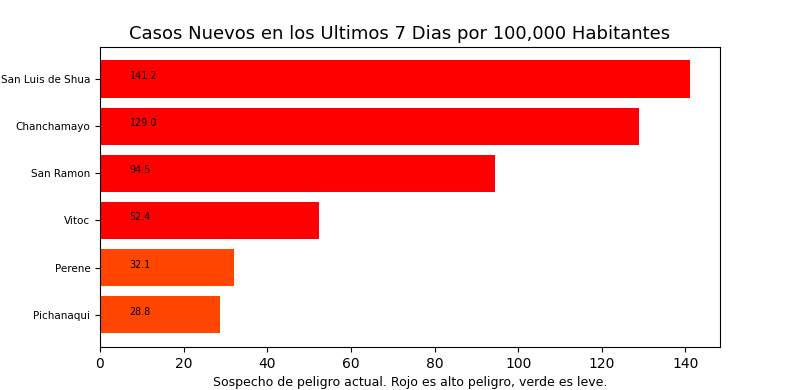 Casos Nuevos en los Ultimos 7 Dias por 100,000 Habitantes
San Luis de Shua 141.2
Chanchamayo 129.0
San Ramon 94.5
Vitoc 52.4
Perene 32.1
Pichanaqui 28.8
0 20 40 60 80 100 120 140
Sospecho de peligro actual. Rojo es alto peligro, verde es leve.